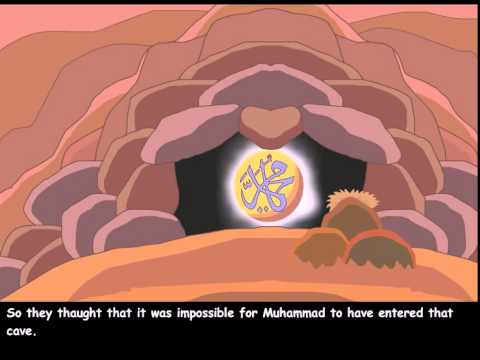 محمد
So they thaught that it was impossible for Muhammad to have entered that
cave.